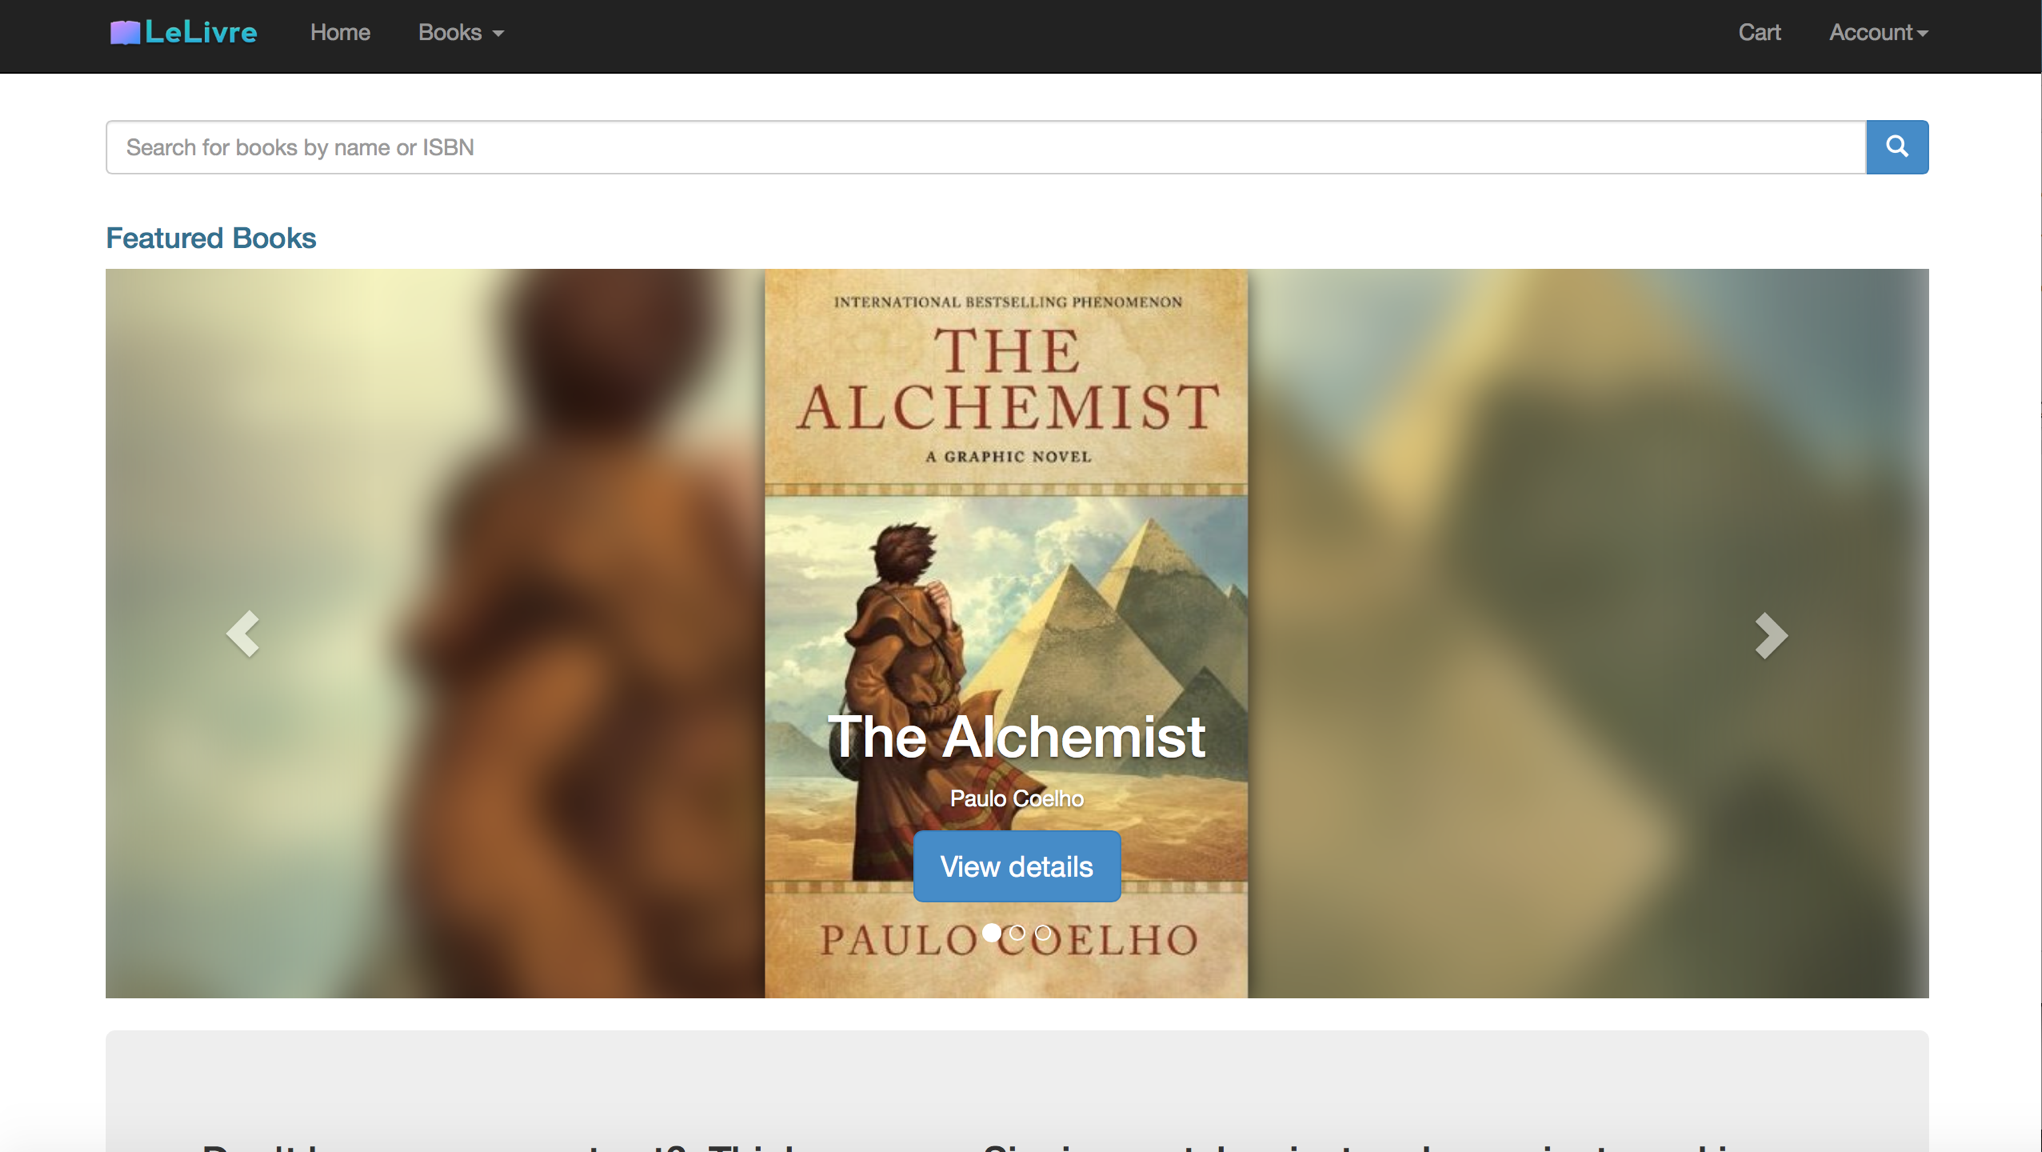 LeLivre
Home
Books
Cart
Account
Search for books by name or ISBN
Featured Books
INTERNATIONAL BESTSELLING PHENOMENON
THE
ALCHEMIST
A GRAPHIC NOVEL
The Alchemist
Paulo Coelho
View details
PAULO COELHO